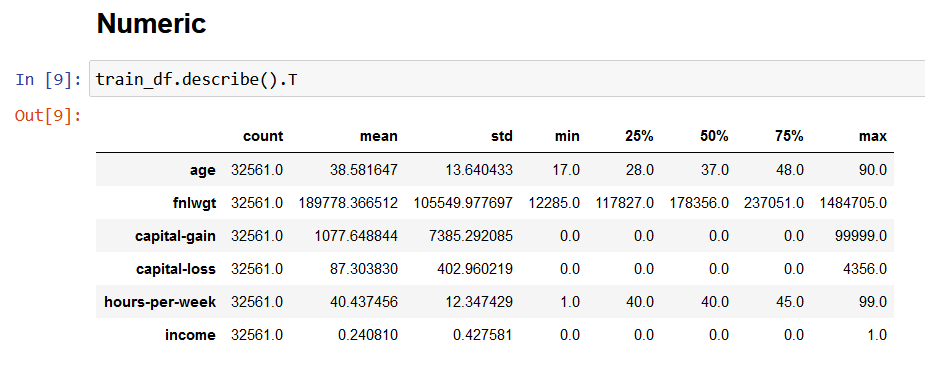 Numeric
In [9]: train_df.describe().T
Out[9]:
count mean std min 25% 50% 75% max
age 32561.0 38.581647 13.640433 17.0 28.0 37.0 48.0 90.0
fnlwgt 32561.0 189778.366512 105549.977697 12285.0 117827.0 178356.0 237051.0 1484705.0
capital-gain 32561.0 1077.648844 7385.292085 0.0 0.0 0.0 0.0 99999.0
capital-loss 32561.0 87.303830 402.960219 0.0 0.0 0.0 0.0 4356.0
hours-per-week 32561.0 40.437456 12.347429 1.0 40.0 40.0 45.0 99.0
income 32561.0 0.240810 0.427581 0.0 0.0 0.0 0.0 1.0